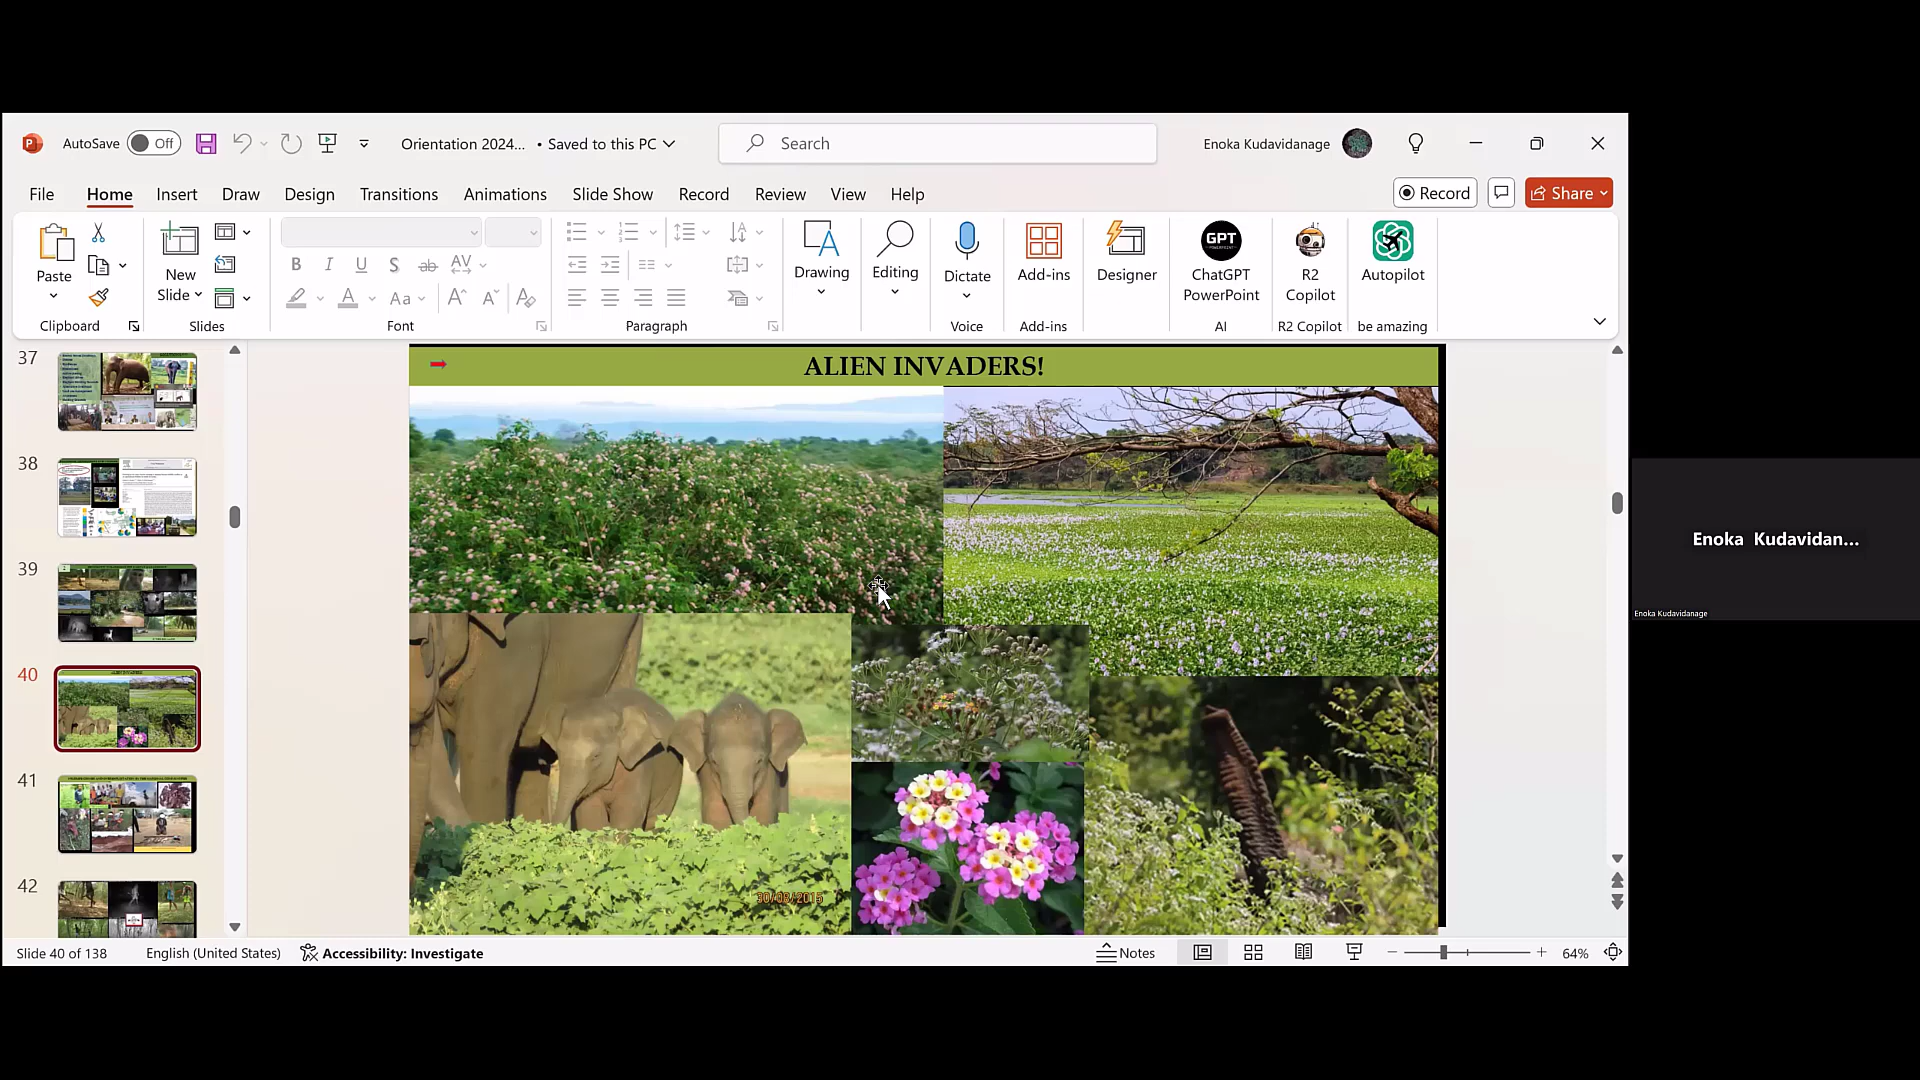 AutoSave Off Orientation 2024... • Saved to this PC Search Enoka Kudavidanage
File Home Insert Draw Design Transitions Animations Slide Show Record Review View Help Record Share
Paste
New
Slide
B I U S ab AV
A Aa A A A
Drawing
Editing
Dictate
Add-ins
Designer
GPT
POWERPOINT
ChatGPT
PowerPoint
R2
Copilot
Autopilot
Clipboard Slides Font Paragraph Voice Add-ins AI R2 Copilot be amazing
37
38
39
40
41
42
ALIEN INVADERS!
30/08/2015
Enoka Kudavidan...
Enoka Kudavidanage
Slide 40 of 138 English (United States) Accessibility: Investigate Notes 64%